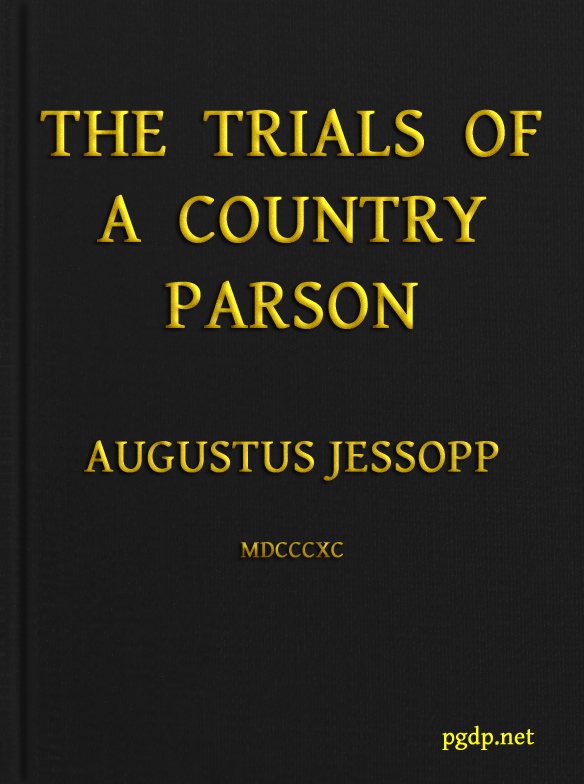 THE TRIALS OF
A COUNTRY
PARSON
AUGUSTUS JESSOPP
MDCCCXC
pgdp.net